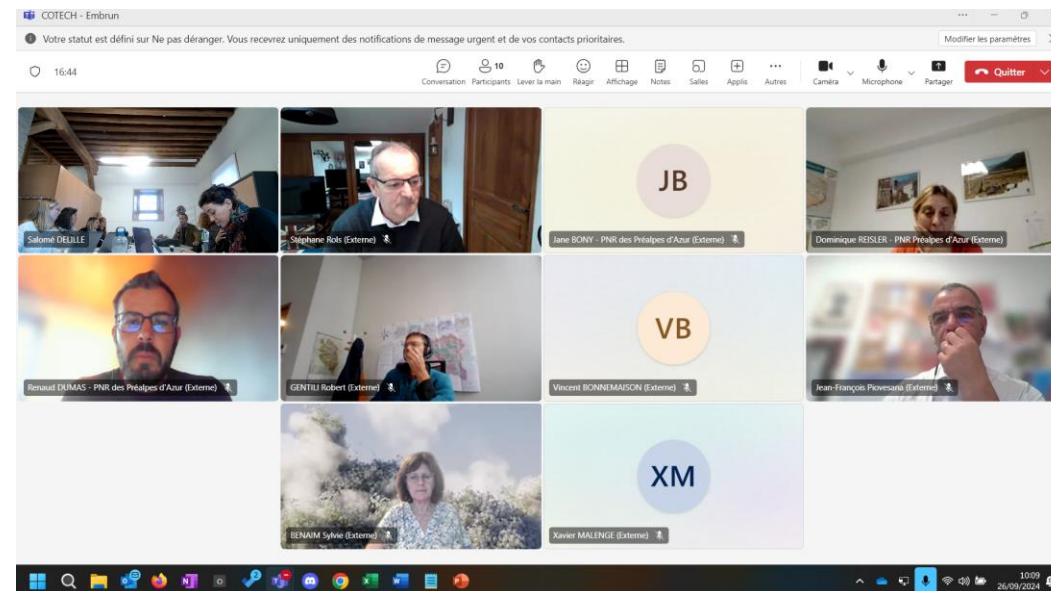 COTECH - Embrun
Votre statut est défini sur Ne pas déranger. Vous recevrez uniquement des notifications de message urgent et de vos contacts prioritaires.
Modifier les paramètres
16:44
Conversation
Participants 10
Lever la main
Réagir
Affichage
Notes
Salles
Applis
Autres
Caméra
Microphone
Partager
Quitter
Salomé DELILLE
Stéphane Rols (Externe)
JB
Jane BONY - PNR des Préalpes d'Azur (Externe)
Dominique REISLER - PNR Préalpes d'Azur (Externe)
Renaud DUMAS - PNR des Préalpes d'Azur (Externe)
GENTILI Robert (Externe)
VB
Vincent BONNEMAISON (Externe)
Jean-François Piovesana (Externe)
BENAIM Sylvie (Externe)
XM
Xavier MALENGE (Externe)
10:09
26/09/2024